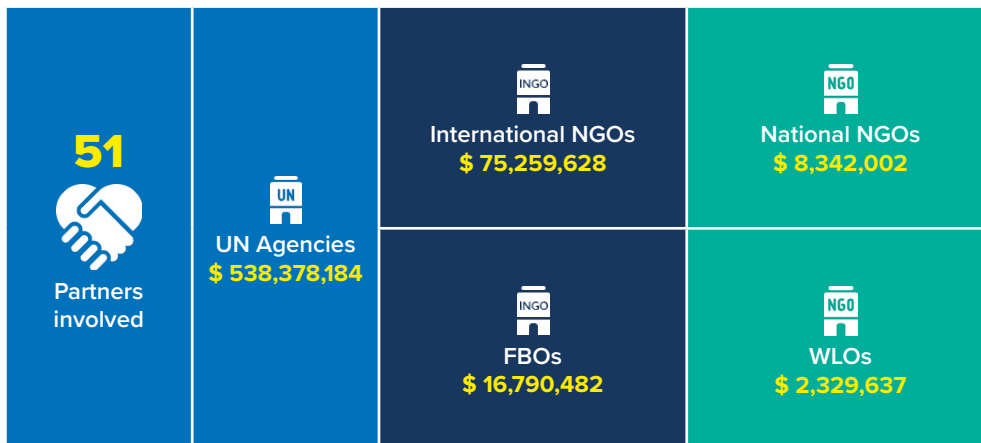 51
Partners
involved
UN
UN Agencies
$ 538,378,184
INGO
International NGOs
$ 75,259,628
NGO
National NGOs
$ 8,342,002
INGO
FBOs
$ 16,790,482
NGO
WLOs
$ 2,329,637